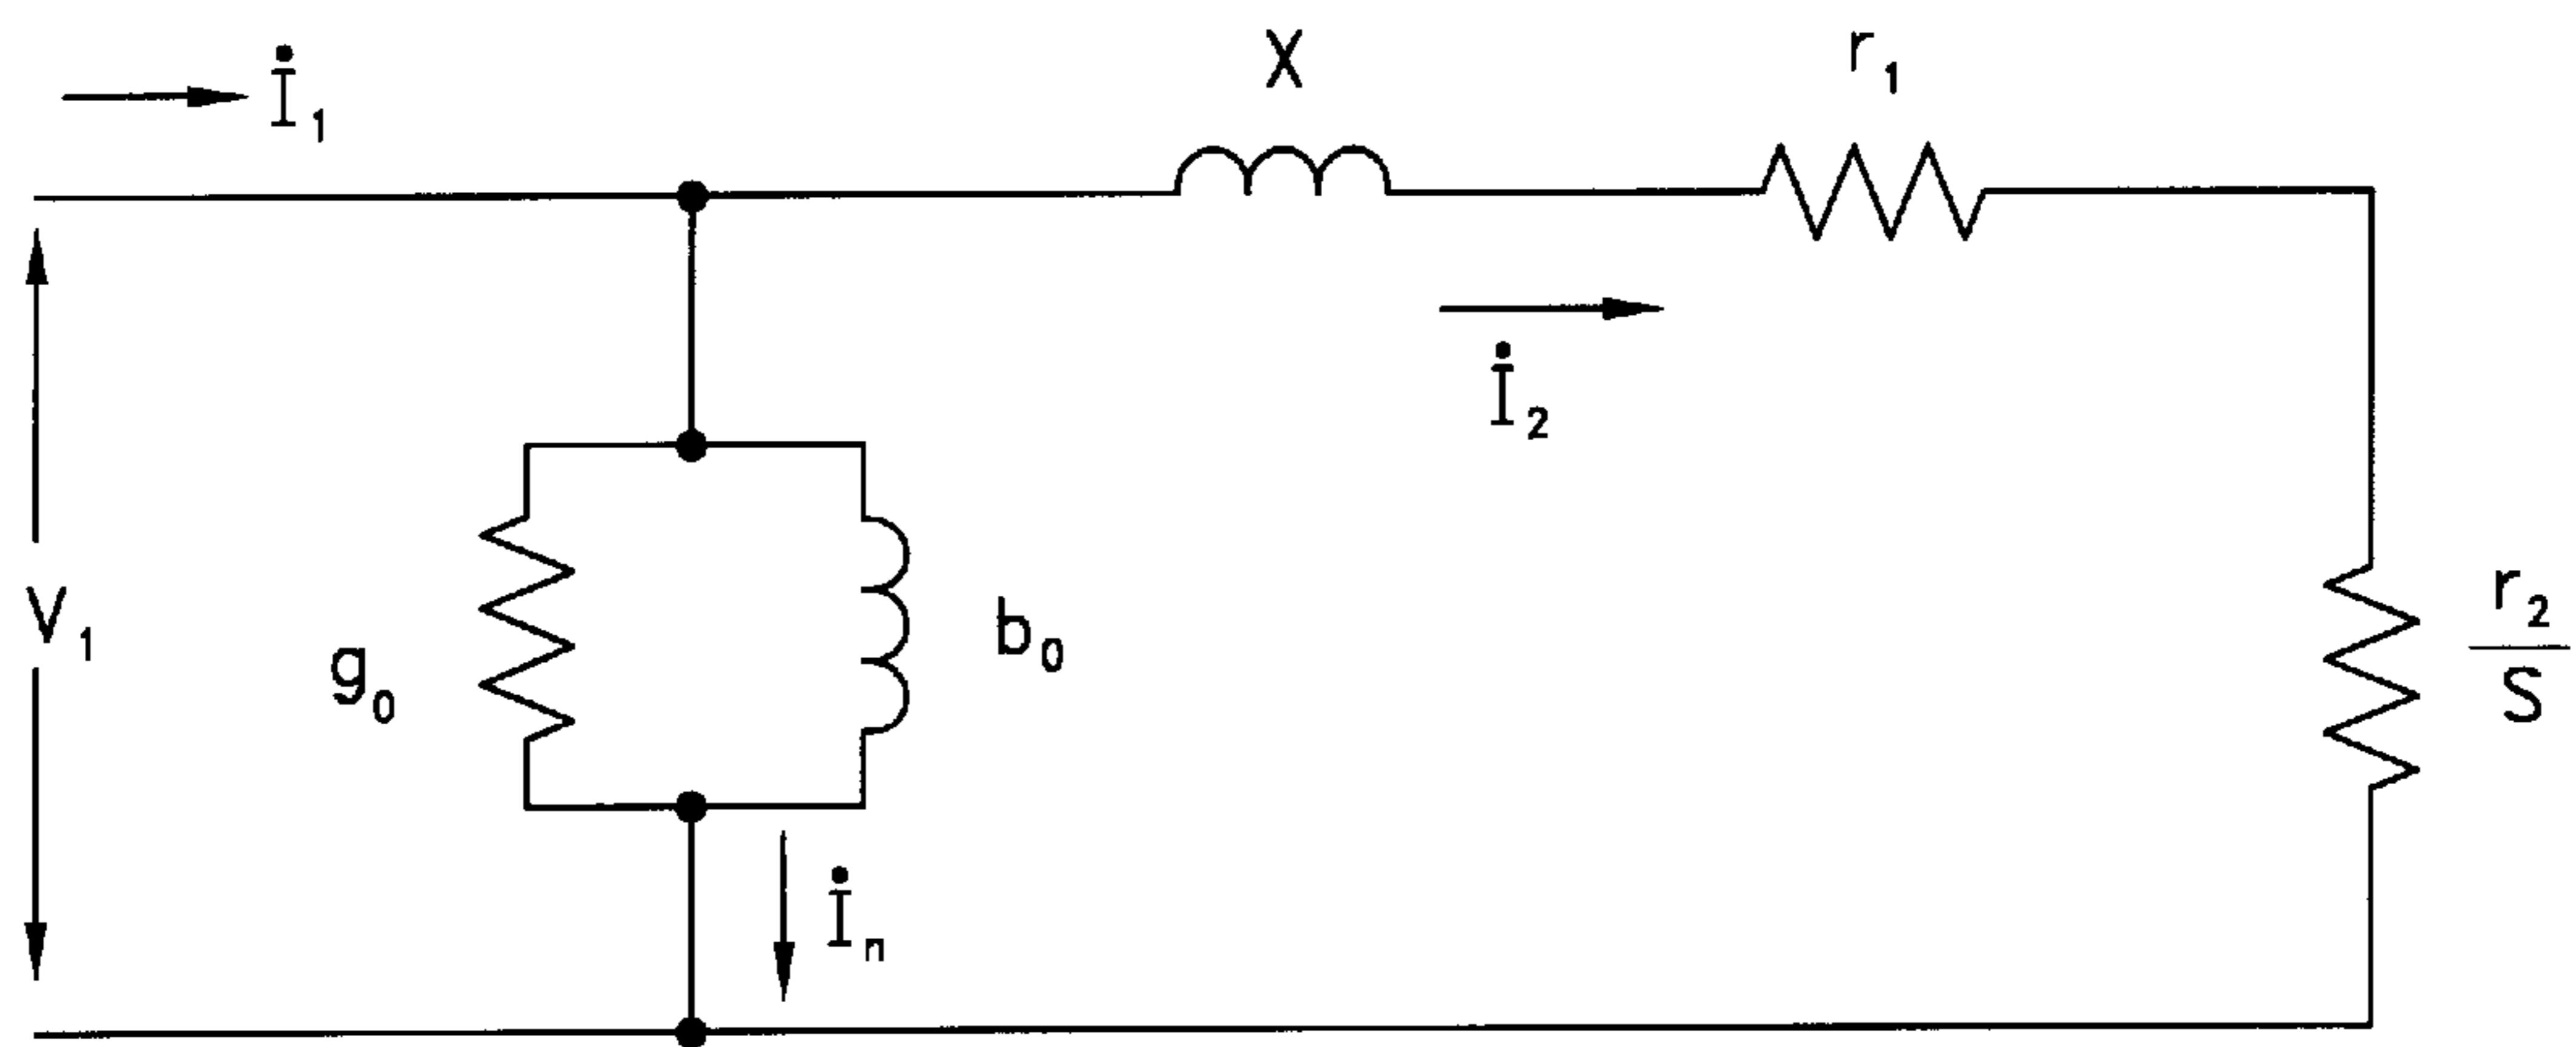 İ₁
X
r₁
İ₂
V₁
g₀
b₀
r₂
S
İₙ